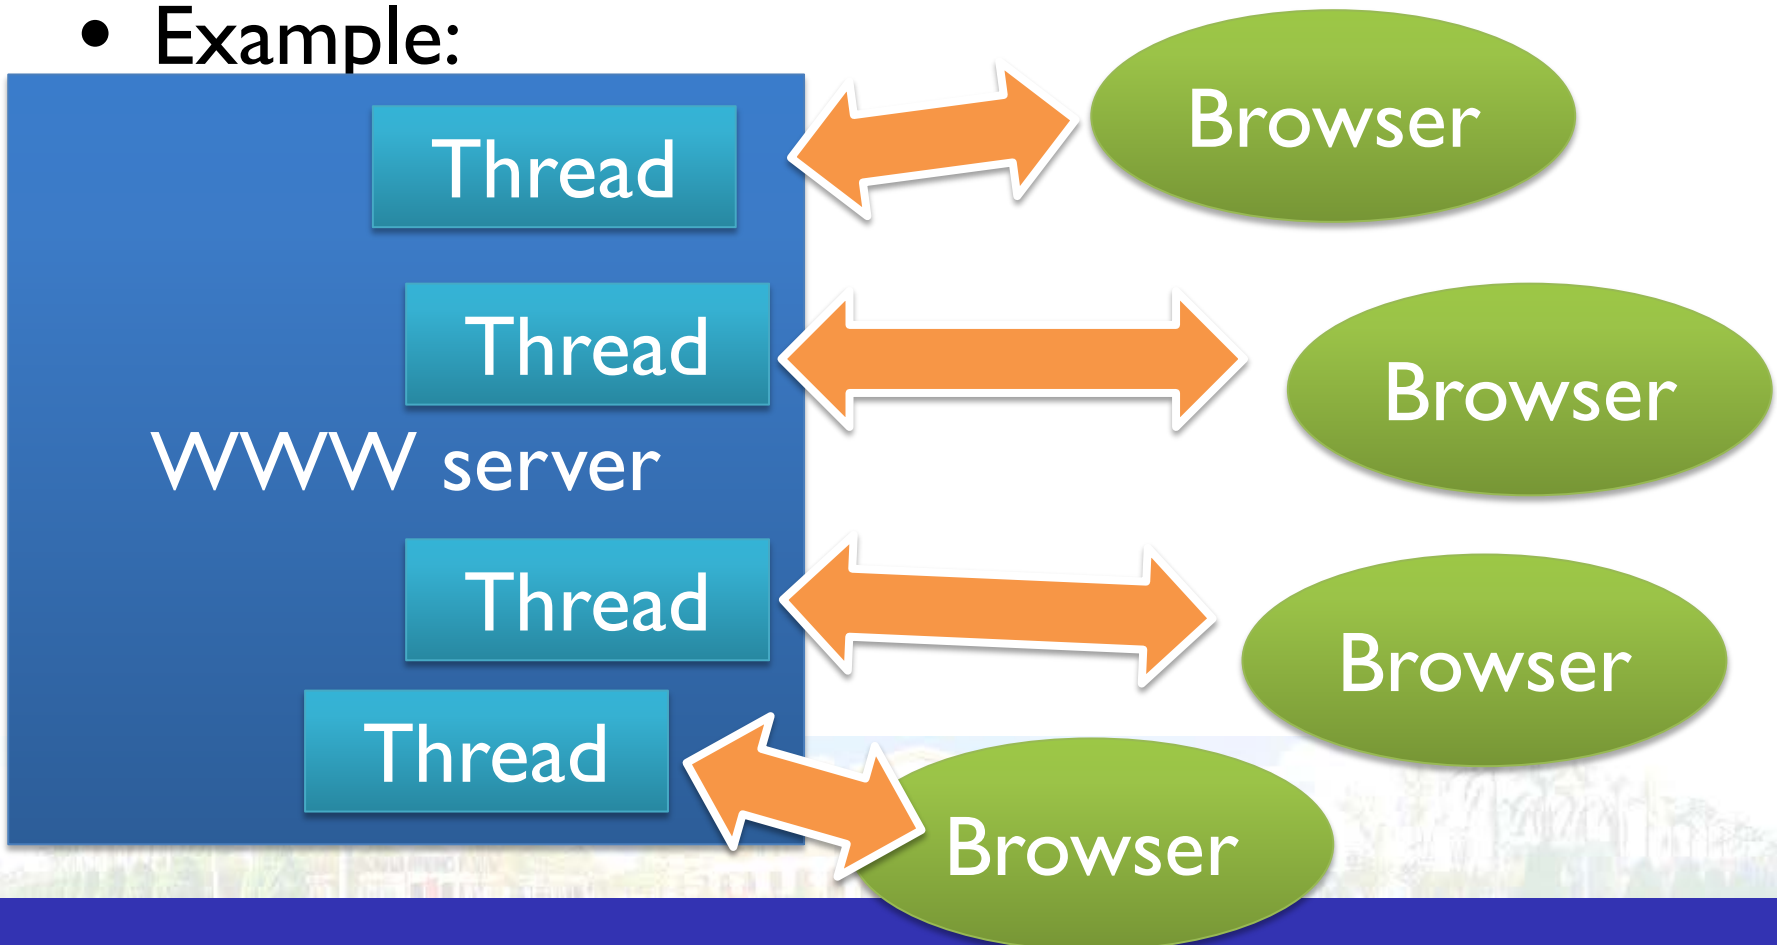 • Example:
Thread
Browser
Thread
Browser
WWW server
Thread
Browser
Thread
Browser